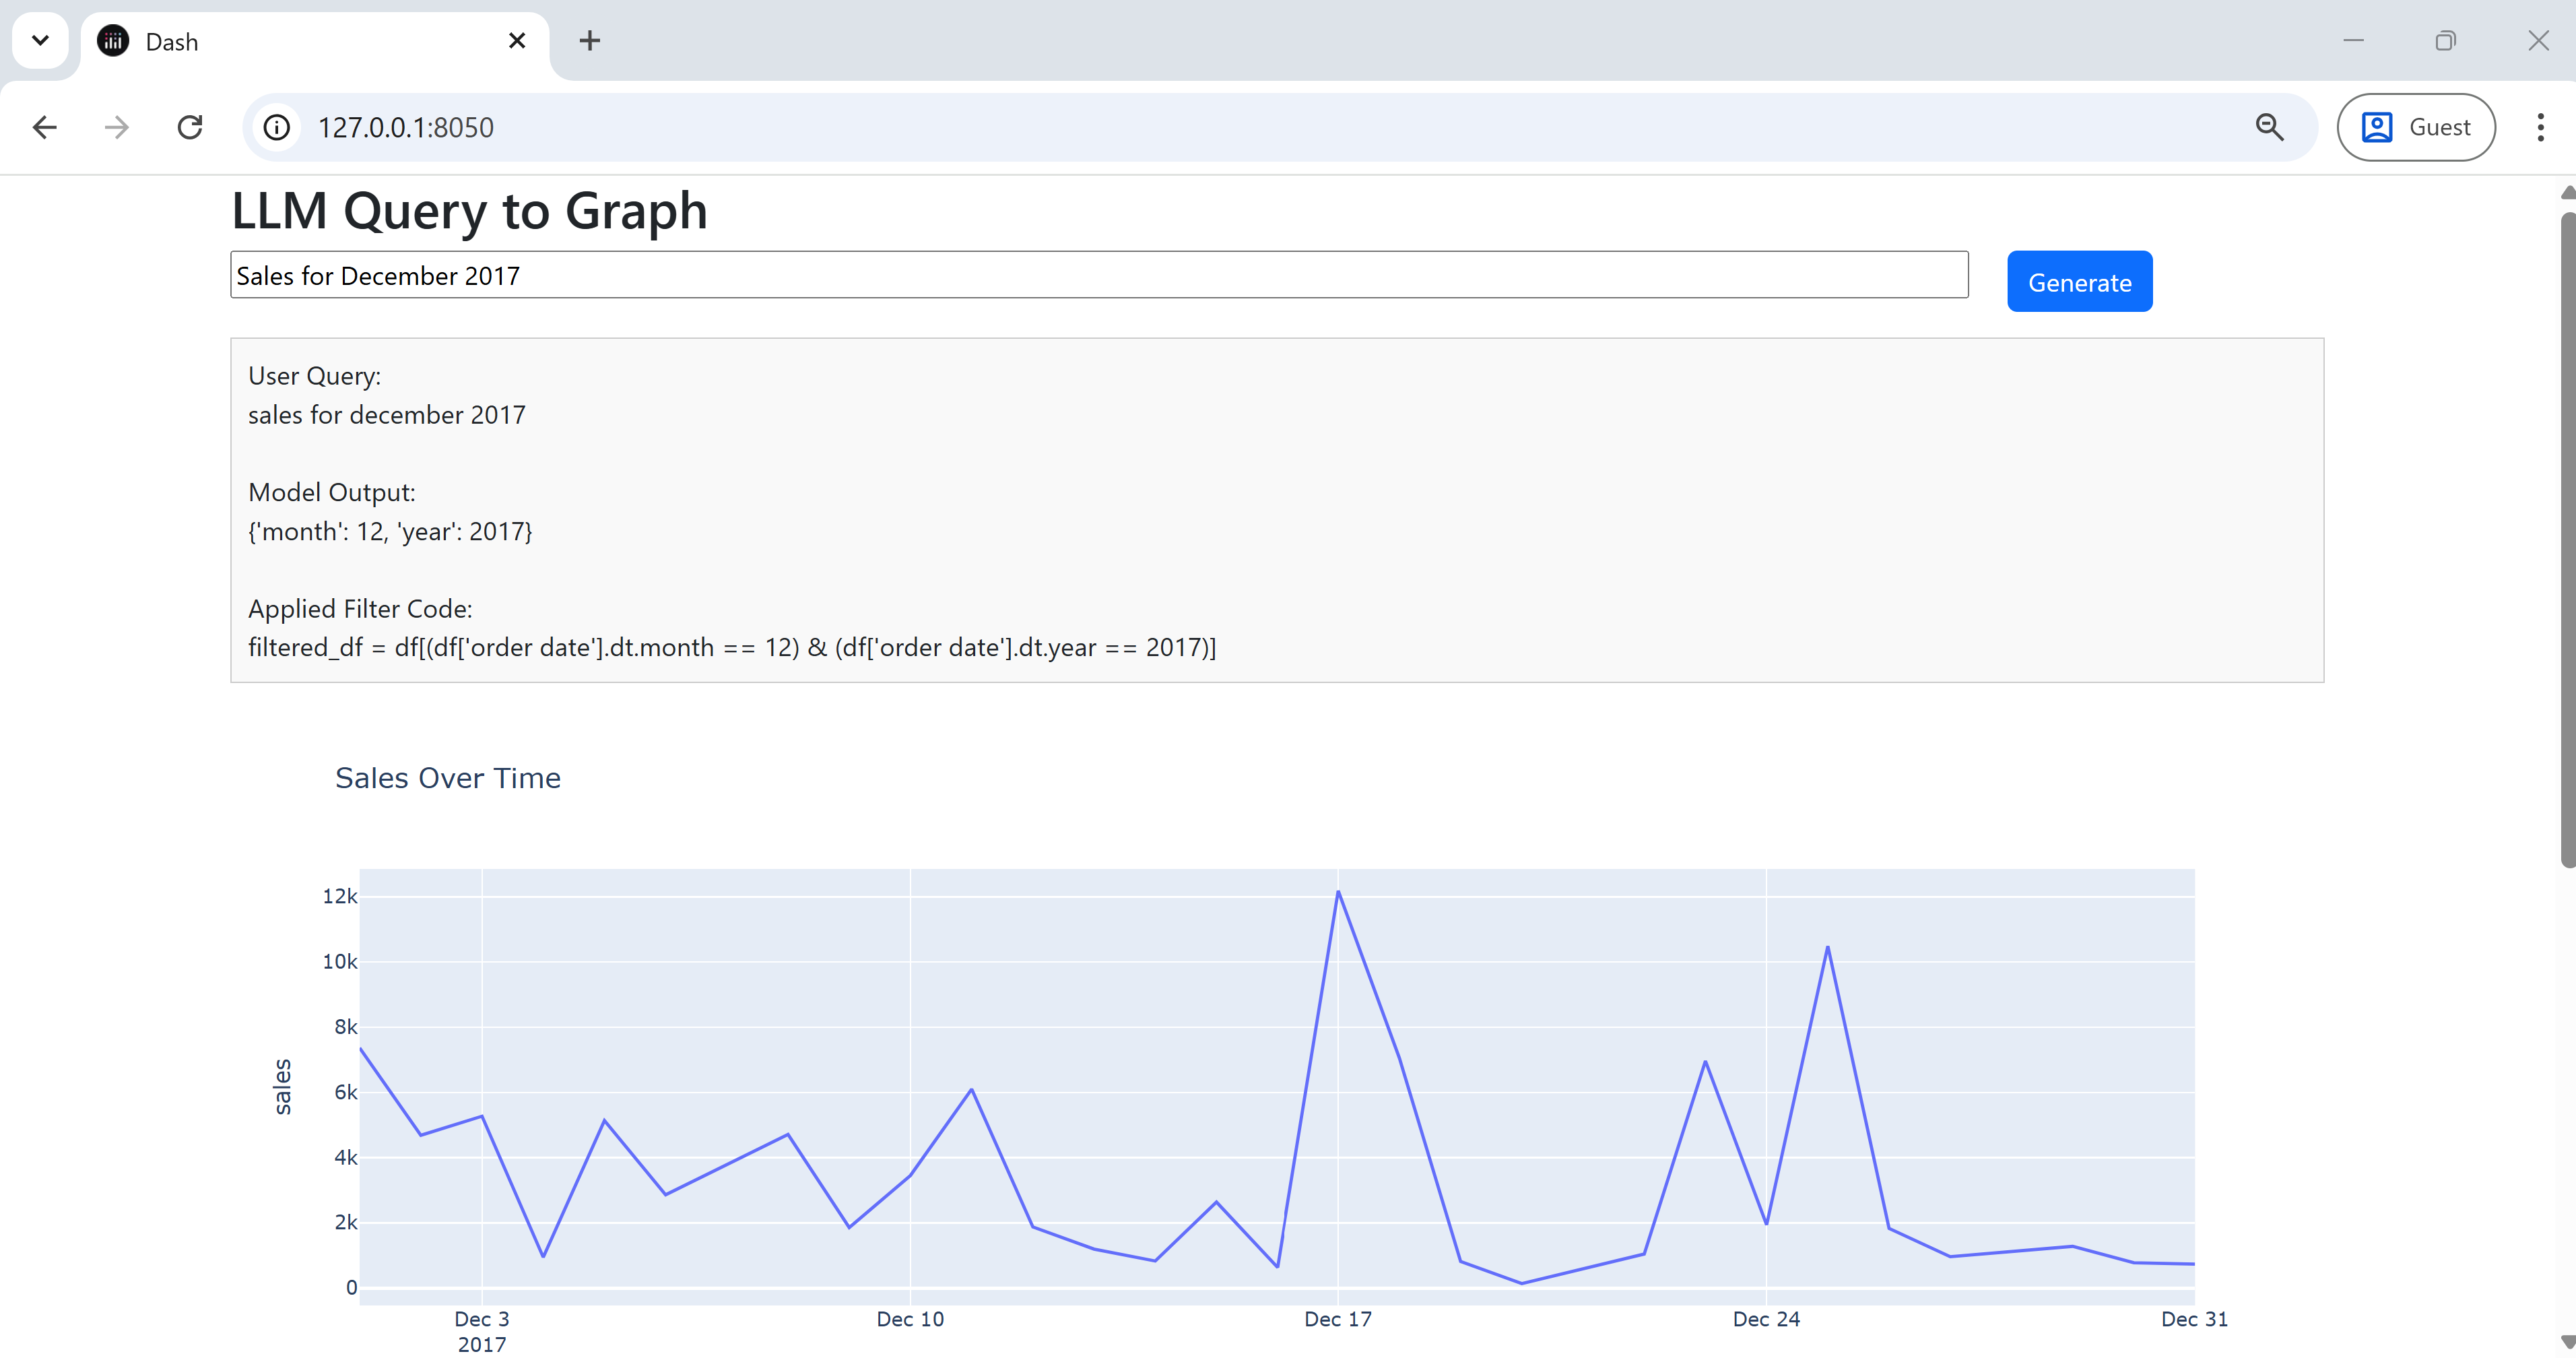 Dash
127.0.0.1:8050
Guest
LLM Query to Graph
Sales for December 2017
Generate
User Query:
sales for december 2017
Model Output:
{'month': 12, 'year': 2017}
Applied Filter Code:
filtered_df = df[(df['order date'].dt.month == 12) & (df['order date'].dt.year == 2017)]
Sales Over Time
12k
10k
8k
6k
4k
2k
0
sales
Dec 3 Dec 10 Dec 17 Dec 24 Dec 31
2017